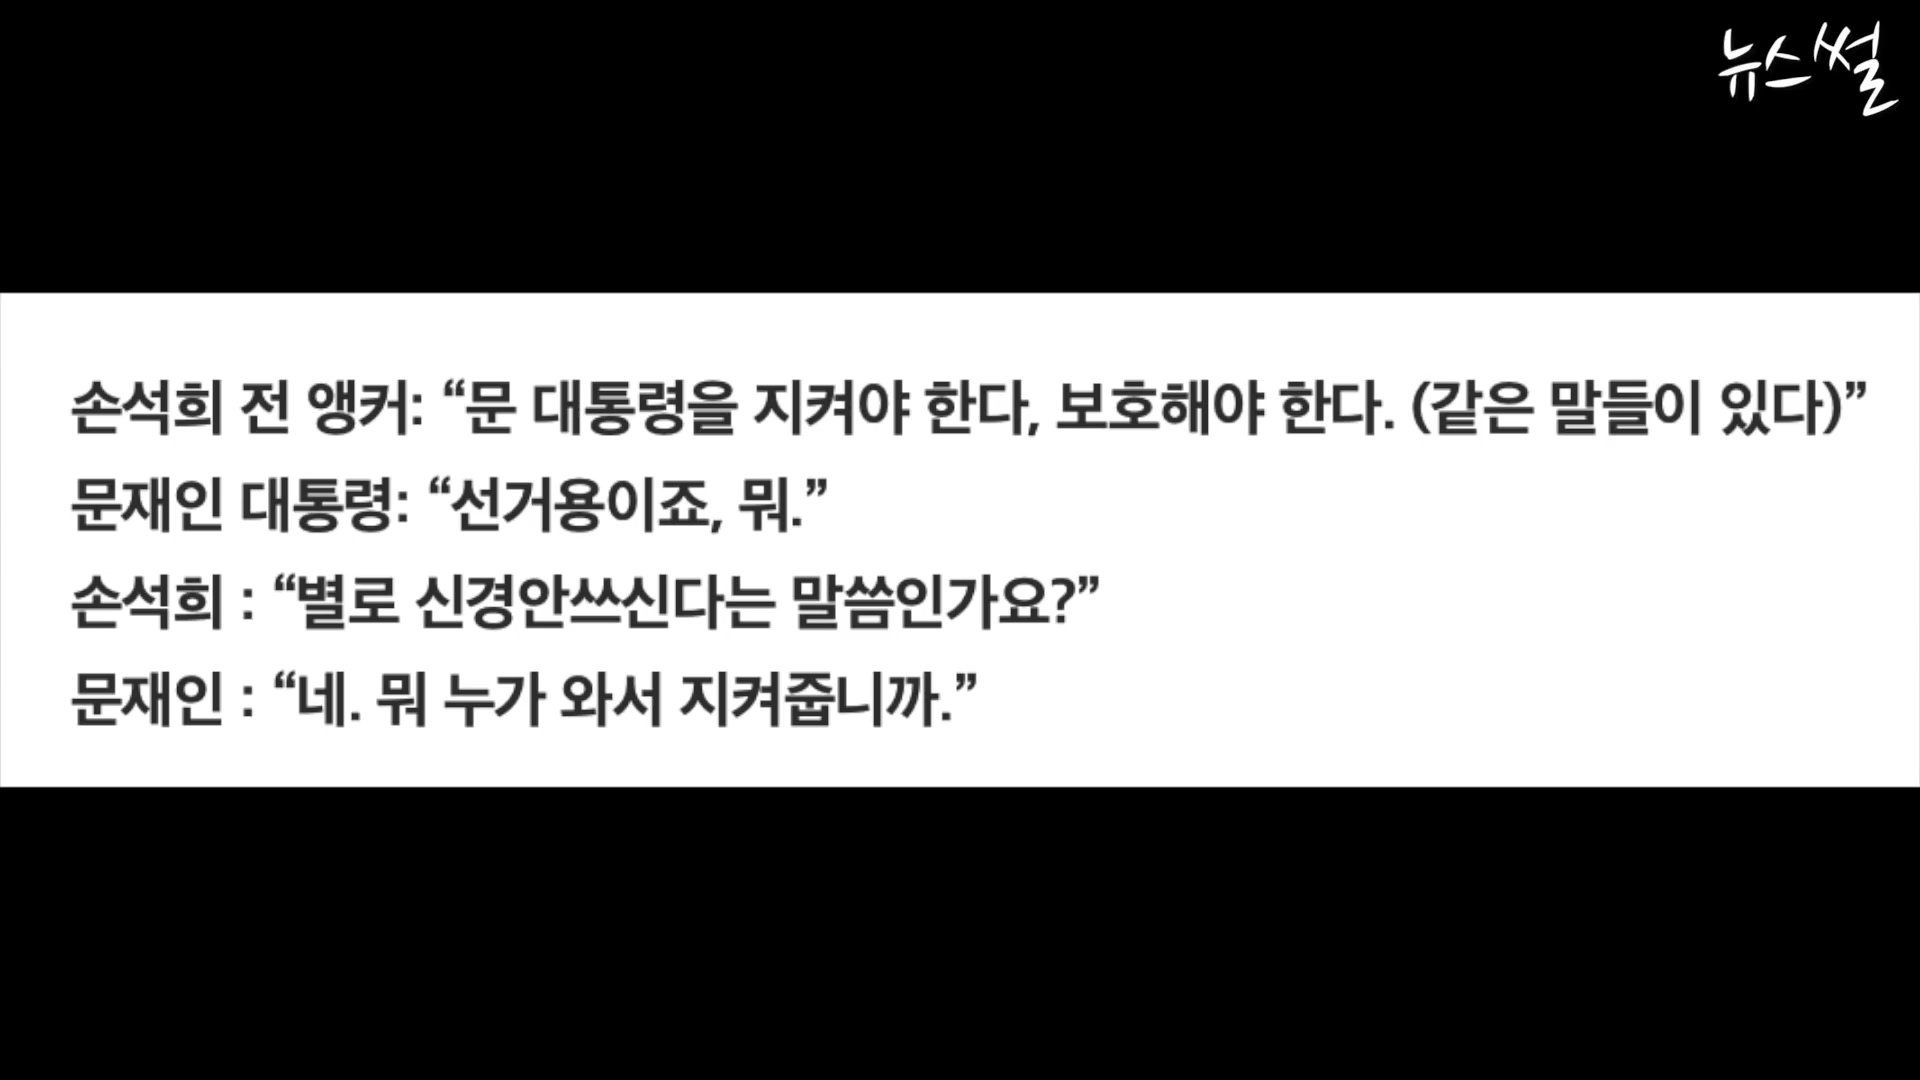 뉴스썰
손석희 전 앵커: “문 대통령을 지켜야 한다, 보호해야 한다. (같은 말들이 있다)”
문재인 대통령: “선거용이죠, 뭐.”
손석희 : “별로 신경안쓰신다는 말씀인가요?”
문재인 : “네. 뭐 누가 와서 지켜줍니까.”